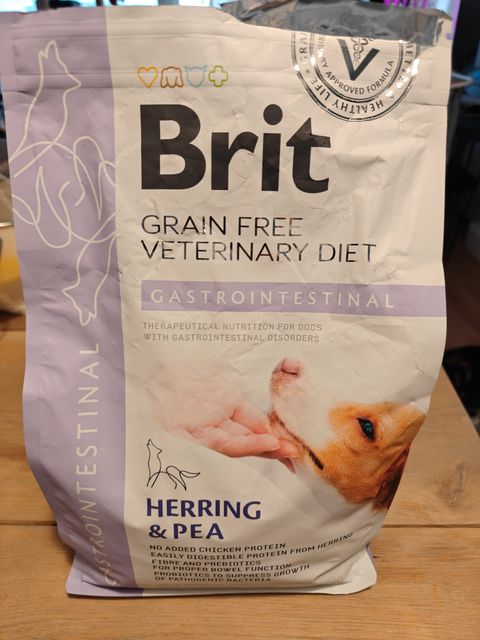 Brit
GRAIN FREE
VETERINARY DIET
GASTROINTESTINAL
THERAPEUTICAL NUTRITION FOR DOGS
WITH GASTROINTESTINAL DISORDERS
GASTROINTESTINAL
HERRING
& PEA
NO ADDED CHICKEN PROTEIN
EASILY DIGESTIBLE PROTEIN FROM HERRING
FIBRE AND PREBIOTICS
FOR PROPER BOWEL FUNCTION
PROBIOTICS TO SUPPRESS GROWTH
OF PATHOGENIC BACTERIA
APPROVED FORMULA
HEALTHY LIFE